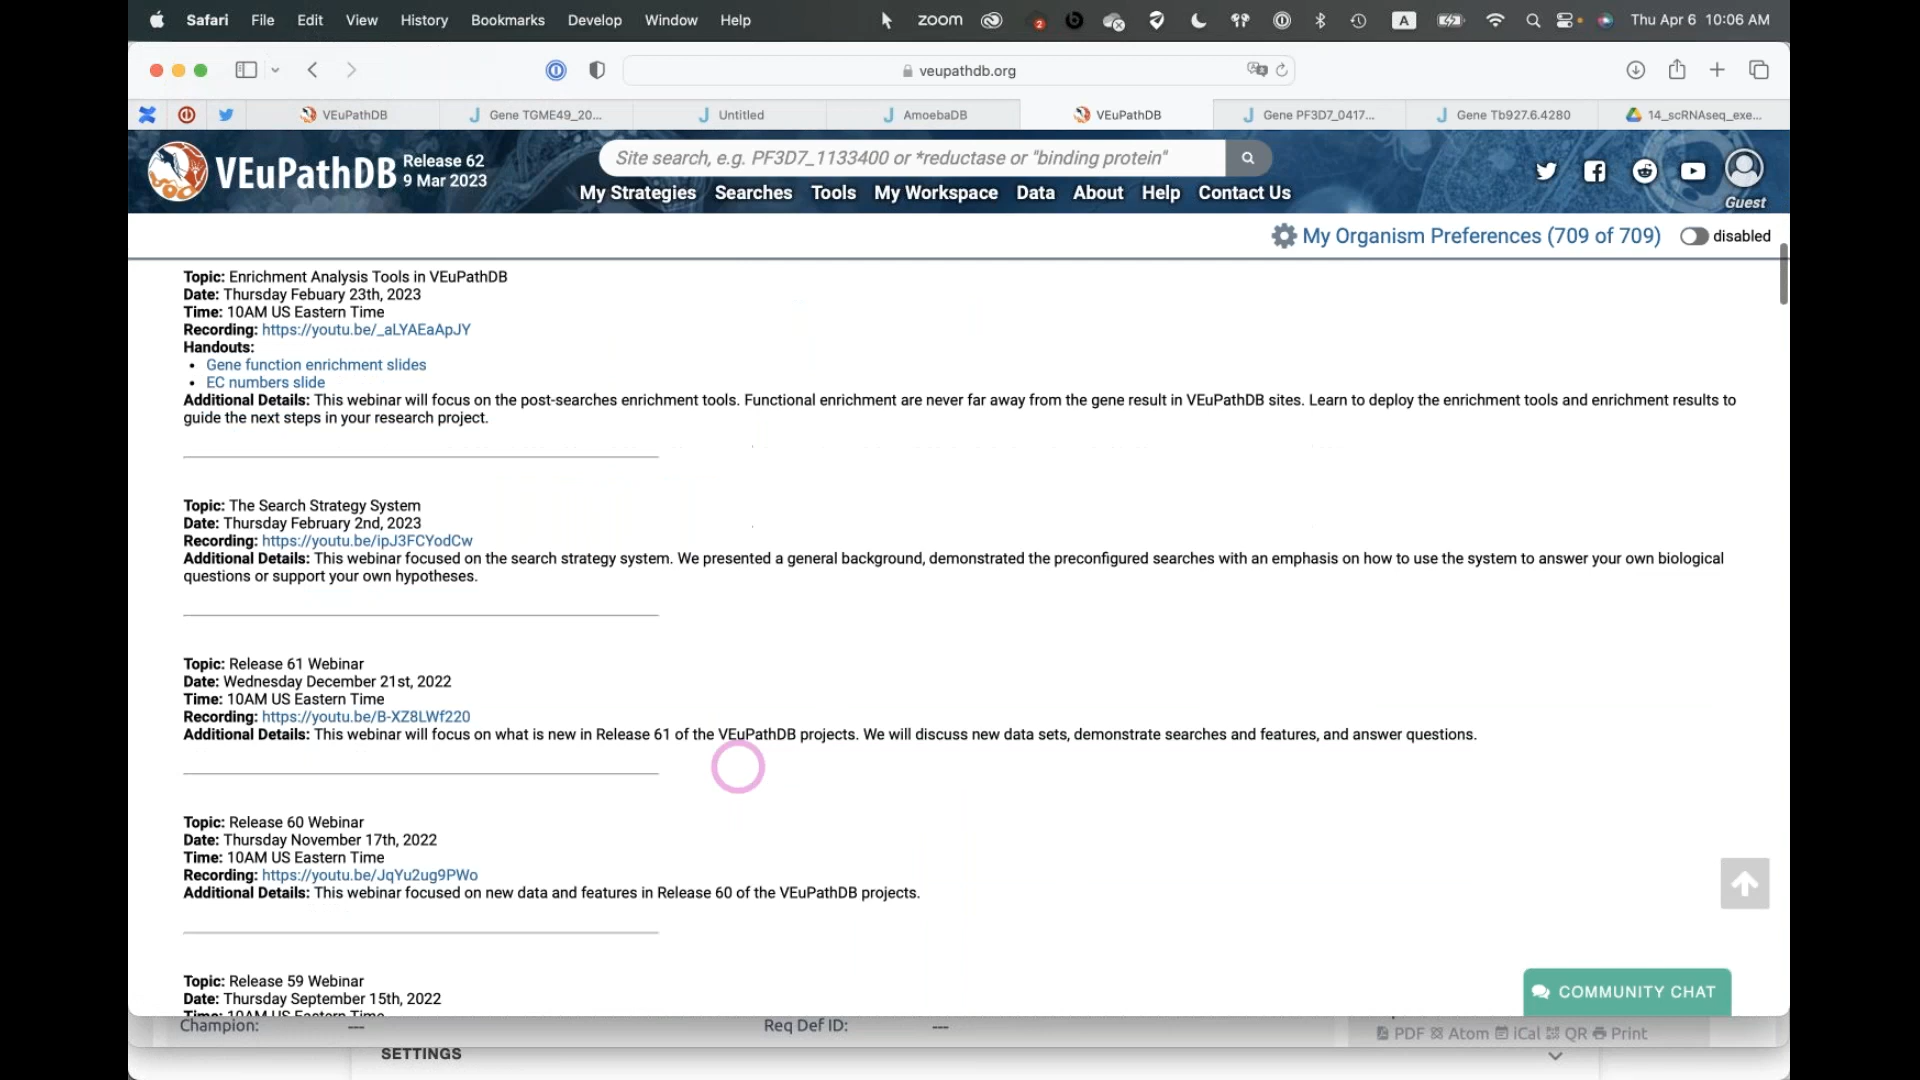 Safari File Edit View History Bookmarks Develop Window Help zoom 2 A Thu Apr 6 10:06 AM
veupathdb.org
VEuPathDB Gene TGME49_20... Untitled AmoebaDB VEuPathDB Gene PF3D7_0417... Gene Tb927.6.4280 14_scRNAseq_exe...
VEuPathDB Release 62
9 Mar 2023
Site search, e.g. PF3D7_1133400 or *reductase or "binding protein"
My Strategies Searches Tools My Workspace Data About Help Contact Us
Guest
My Organism Preferences (709 of 709) disabled
Topic: Enrichment Analysis Tools in VEuPathDB
Date: Thursday Febuary 23th, 2023
Time: 10AM US Eastern Time
Recording: https://youtu.be/_aLYAEaApJY
Handouts:
• Gene function enrichment slides
• EC numbers slide
Additional Details: This webinar will focus on the post-searches enrichment tools. Functional enrichment are never far away from the gene result in VEuPathDB sites. Learn to deploy the enrichment tools and enrichment results to
guide the next steps in your research project.
Topic: The Search Strategy System
Date: Thursday February 2nd, 2023
Recording: https://youtu.be/ipJ3FCYodCw
Additional Details: This webinar focused on the search strategy system. We presented a general background, demonstrated the preconfigured searches with an emphasis on how to use the system to answer your own biological
questions or support your own hypotheses.
Topic: Release 61 Webinar
Date: Wednesday December 21st, 2022
Time: 10AM US Eastern Time
Recording: https://youtu.be/B-XZ8LWf220
Additional Details: This webinar will focus on what is new in Release 61 of the VEuPathDB projects. We will discuss new data sets, demonstrate searches and features, and answer questions.
Topic: Release 60 Webinar
Date: Thursday November 17th, 2022
Time: 10AM US Eastern Time
Recording: https://youtu.be/JqYu2ug9PWo
Additional Details: This webinar focused on new data and features in Release 60 of the VEuPathDB projects.
Topic: Release 59 Webinar
Date: Thursday September 15th, 2022
Time: 10AM US Eastern Time
COMMUNITY CHAT
Champion: --- Req Def ID: ---
PDF Atom iCal QR Print
SETTINGS